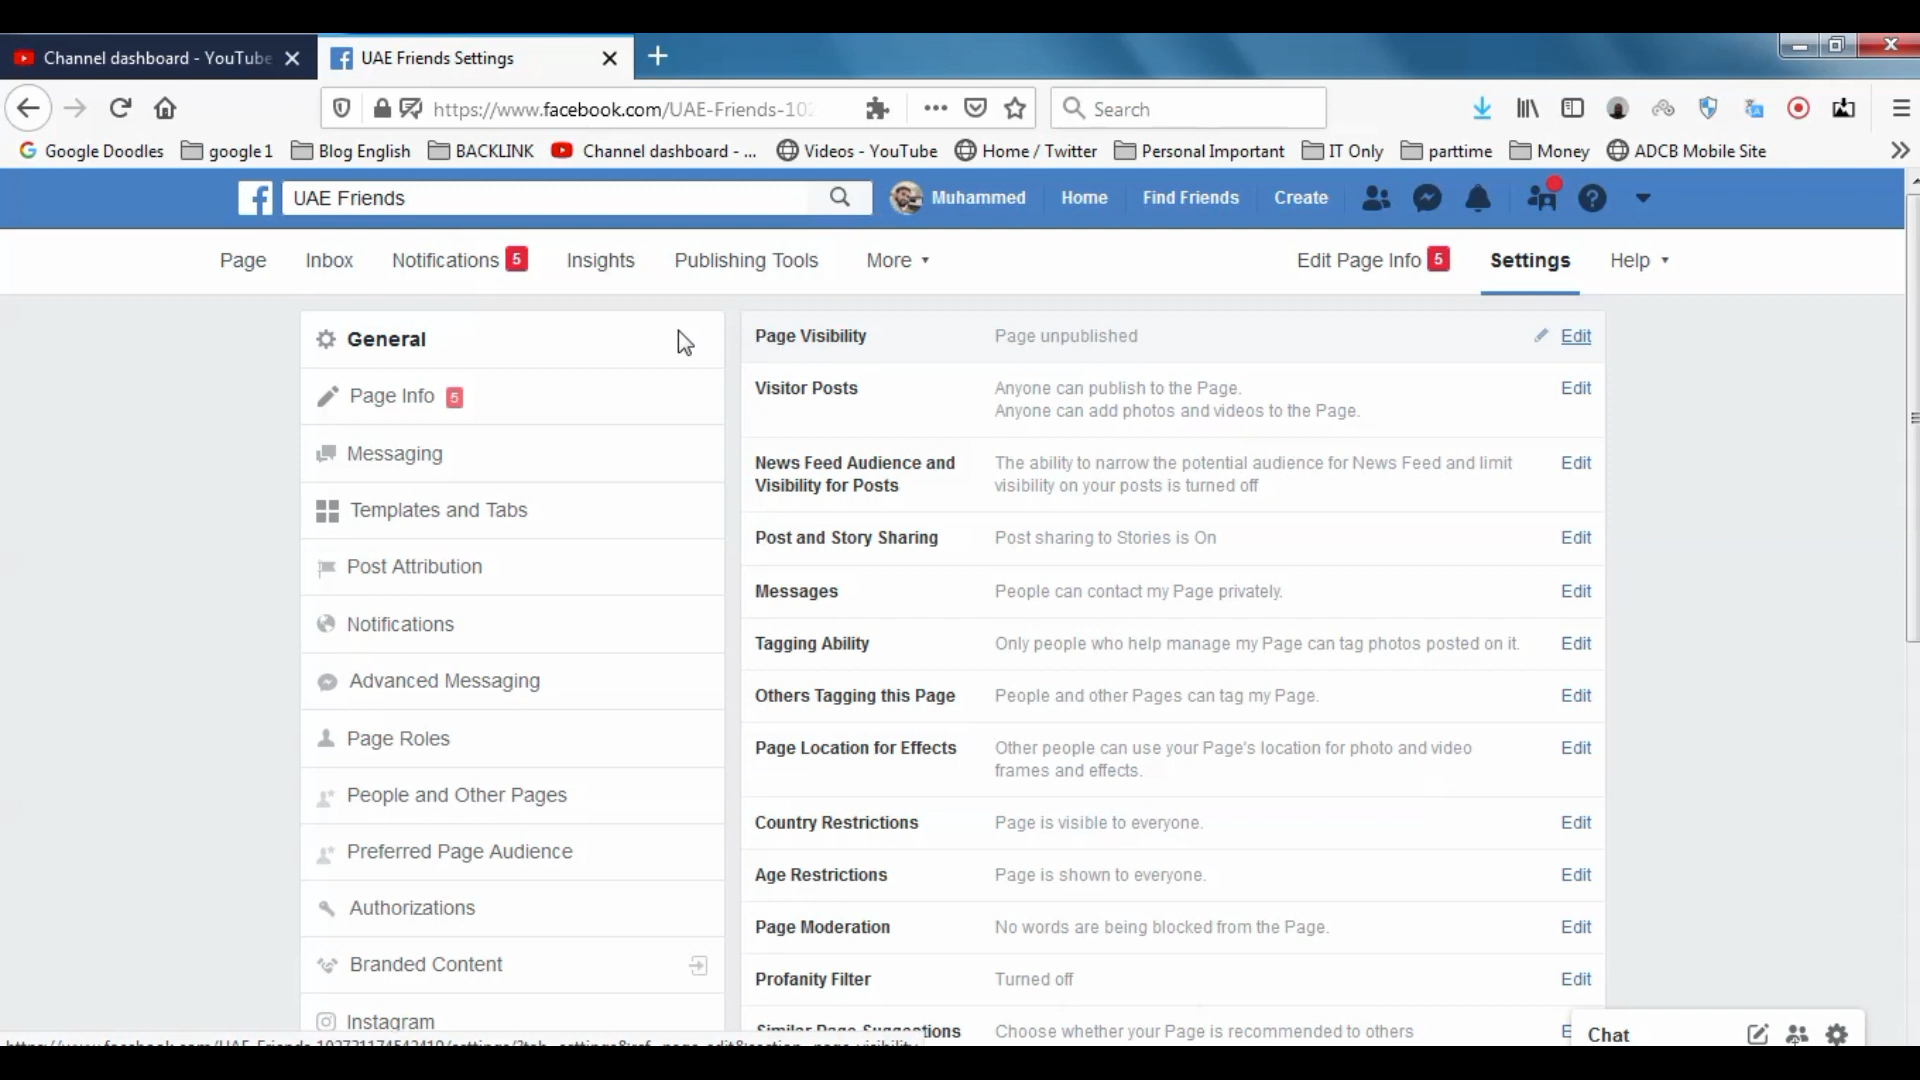 Channel dashboard - YouTube
UAE Friends Settings
https://www.facebook.com/UAE-Friends-102
Search
Google Doodles
google1
Blog English
BACKLINK
Channel dashboard - ...
Videos - YouTube
Home / Twitter
Personal Important
IT Only
parttime
Money
ADCB Mobile Site
UAE Friends
Muhammed
Home
Find Friends
Create
Page
Inbox
Notifications 5
Insights
Publishing Tools
More
Edit Page Info 5
Settings
Help
General
Page Info 5
Messaging
Templates and Tabs
Post Attribution
Notifications
Advanced Messaging
Page Roles
People and Other Pages
Preferred Page Audience
Authorizations
Branded Content
Instagram
Page Visibility
Page unpublished
Edit
Visitor Posts
Anyone can publish to the Page.
Anyone can add photos and videos to the Page.
Edit
News Feed Audience and
Visibility for Posts
The ability to narrow the potential audience for News Feed and limit
visibility on your posts is turned off
Edit
Post and Story Sharing
Post sharing to Stories is On
Edit
Messages
People can contact my Page privately.
Edit
Tagging Ability
Only people who help manage my Page can tag photos posted on it.
Edit
Others Tagging this Page
People and other Pages can tag my Page.
Edit
Page Location for Effects
Other people can use your Page's location for photo and video
frames and effects.
Edit
Country Restrictions
Page is visible to everyone.
Edit
Age Restrictions
Page is shown to everyone.
Edit
Page Moderation
No words are being blocked from the Page.
Edit
Profanity Filter
Turned off
Edit
Similar Page Suggestions
Choose whether your Page is recommended to others
Chat